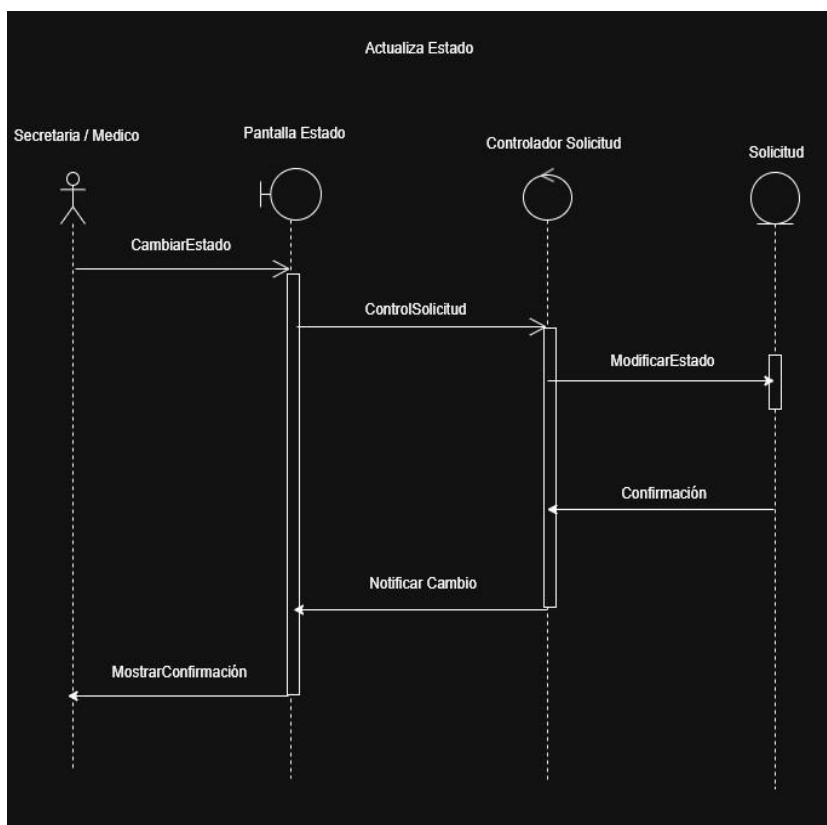 Actualiza Estado
Secretaria / Medico
Pantalla Estado
Controlador Solicitud
Solicitud
CambiarEstado
ControlSolicitud
ModificarEstado
Confirmación
Notificar Cambio
MostrarConfirmación